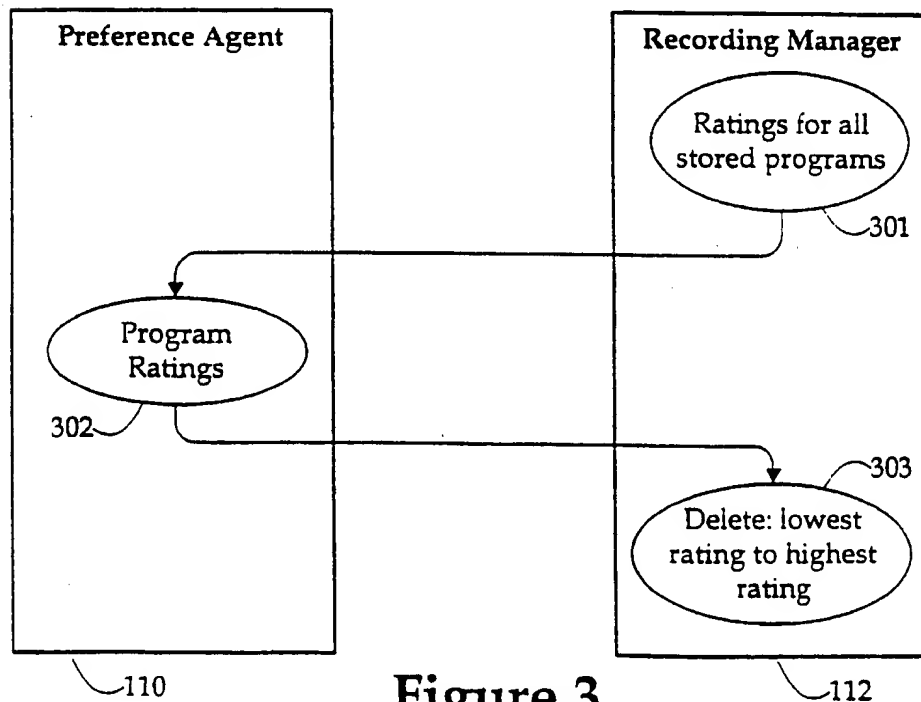 Preference Agent
Recording Manager
Ratings for all
stored programs
301
Program
Ratings
302
303
Delete: lowest
rating to highest
rating
110
112
Figure 3